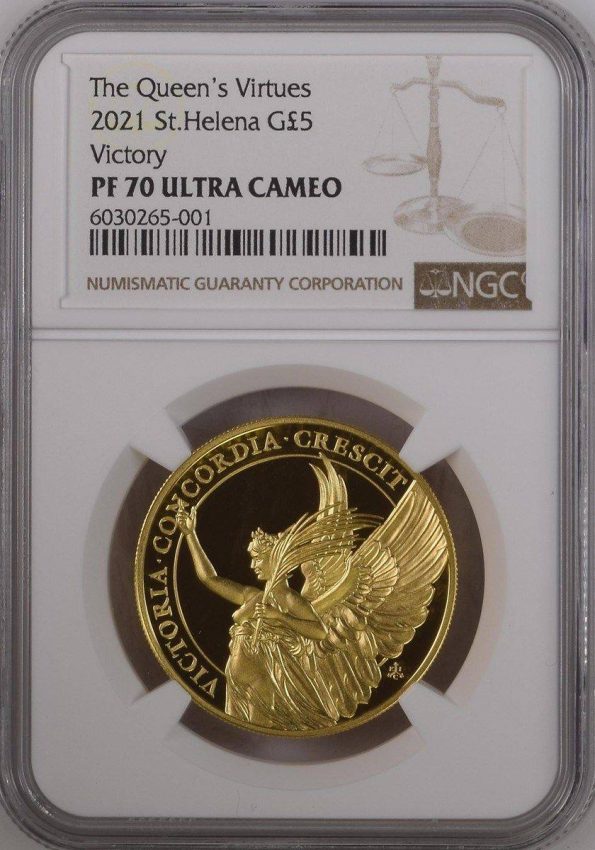 The Queen's Virtues
2021 St.Helena G£5
Victory
PF 70 ULTRA CAMEO
6030265-001
NUMISMATIC GUARANTY CORPORATION
NGC
VICTORIA · CONCORDIA · CRESCIT